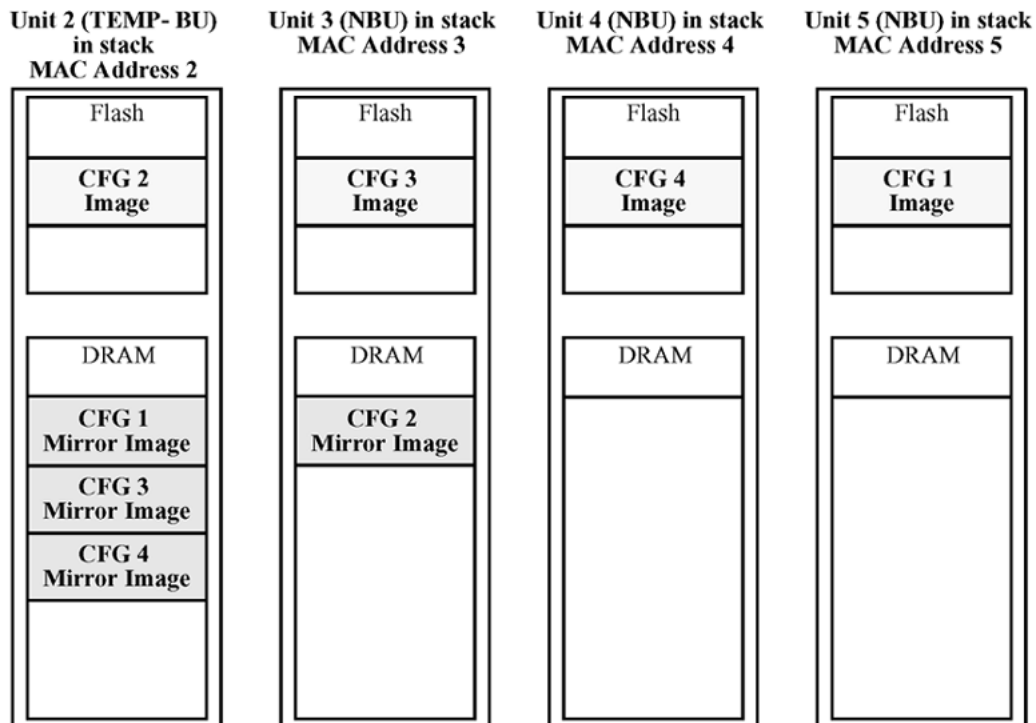 Unit 2 (TEMP- BU)
in stack
MAC Address 2
Flash
CFG 2
Image
DRAM
CFG 1
Mirror Image
CFG 3
Mirror Image
CFG 4
Mirror Image
Unit 3 (NBU) in stack
MAC Address 3
Flash
CFG 3
Image
DRAM
CFG 2
Mirror Image
Unit 4 (NBU) in stack
MAC Address 4
Flash
CFG 4
Image
DRAM
Unit 5 (NBU) in stack
MAC Address 5
Flash
CFG 1
Image
DRAM